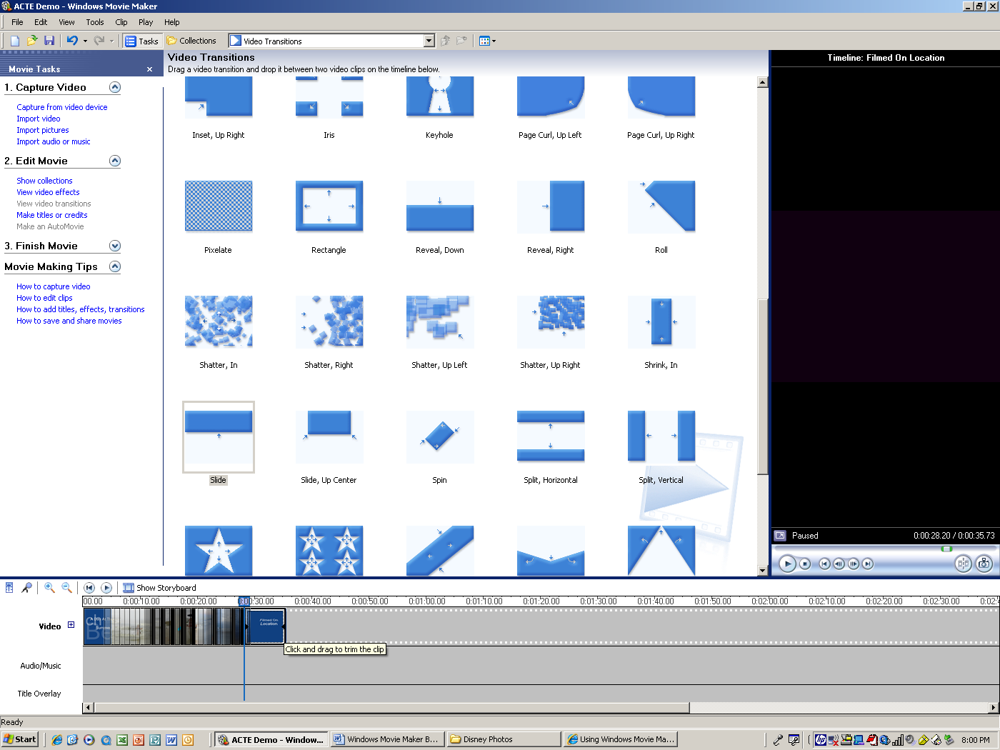 ACTE Demo - Windows Movie Maker
File Edit View Tools Clip Play Help
Tasks Collections Video Transitions
Movie Tasks
1. Capture Video
Capture from video device
Import video
Import pictures
Import audio or music
2. Edit Movie
Show collections
View video effects
View video transitions
Make titles or credits
Make an AutoMovie
3. Finish Movie
Movie Making Tips
How to capture video
How to edit clips
How to add titles, effects, transitions
How to save and share movies
Video Transitions
Drag a video transition and drop it between two video clips on the timeline below.
Inset, Up Right Iris Keyhole Page Curl, Up Left Page Curl, Up Right
Pixelate Rectangle Reveal, Down Reveal, Right Roll
Shatter, In Shatter, Right Shatter, Up Left Shatter, Up Right Shrink, In
Slide Slide, Up Center Spin Split, Horizontal Split, Vertical
Timeline: Filmed On Location
Paused 0:00:28.20 / 0:00:35.73
Show Storyboard
00.00 0:00:10.00 0:00:20.00 0:00:30.00 0:00:40.00 0:00:50.00 0:01:00.00 0:01:10.00 0:01:20.00 0:01:30.00 0:01:40.00 0:01:50.00 0:02:00.00 0:02:10.00 0:02:20.00 0:02:30.00 0:02:4
Video
Filmed On
Location
Click and drag to trim the clip
Audio/Music
Title Overlay
Ready
Start ACTE Demo - Window... Windows Movie Maker B... Disney Photos Using Windows Movie Ma... 8:00 PM